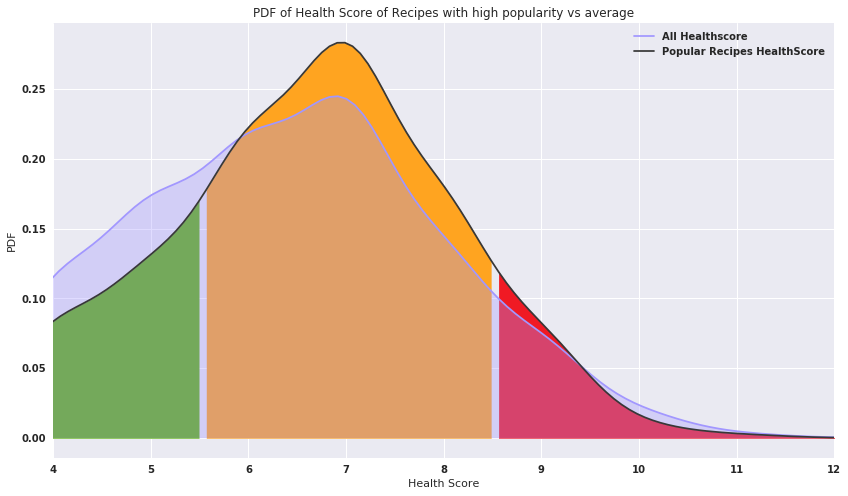 PDF of Health Score of Recipes with high popularity vs average
All Healthscore
Popular Recipes HealthScore
0.25
0.20
0.15
0.10
0.05
0.00
PDF
4 5 6 7 8 9 10 11 12
Health Score